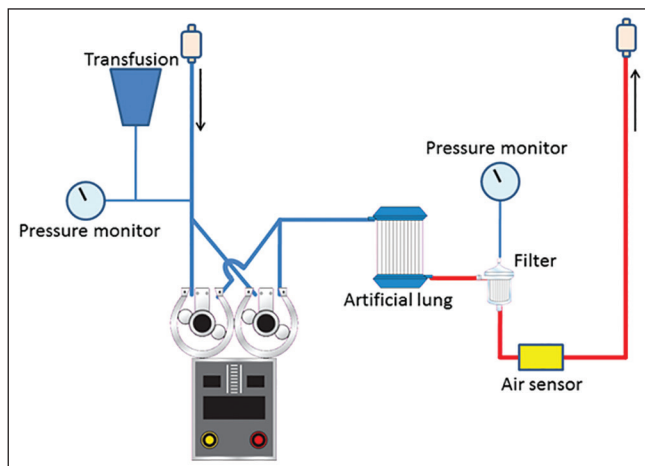 Transfusion
Pressure monitor
Pressure monitor
Filter
Artificial lung
Air sensor